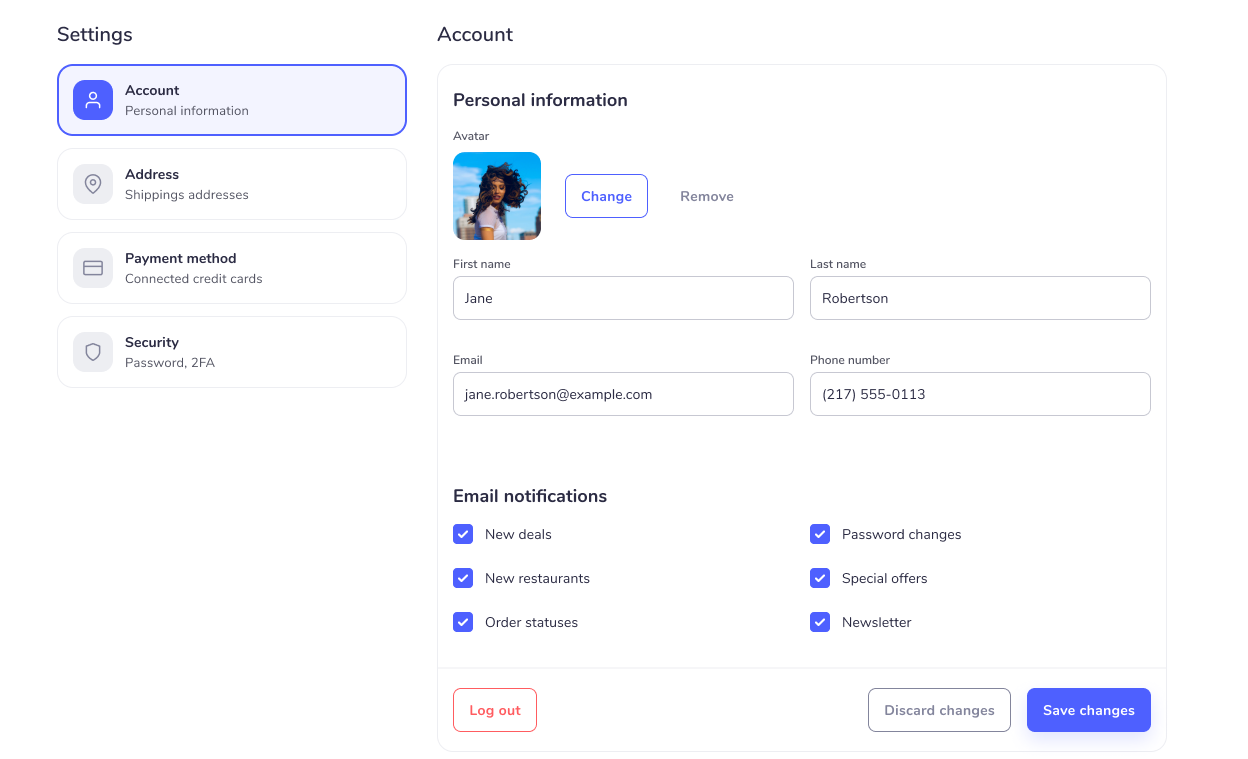 Settings
Account
Personal information
Address
Shippings addresses
Payment method
Connected credit cards
Security
Password, 2FA
Account
Personal information
Avatar
Change
Remove
First name
Last name
Jane
Robertson
Email
Phone number
jane.robertson@example.com
(217) 555-0113
Email notifications
New deals
Password changes
New restaurants
Special offers
Order statuses
Newsletter
Log out
Discard changes
Save changes